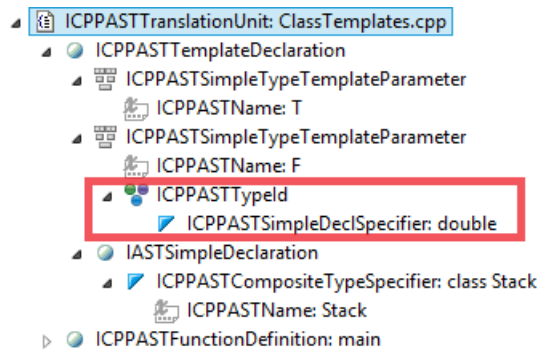 ICPPASTTranslationUnit: ClassTemplates.cpp
ICPPASTTemplateDeclaration
ICPPASTSimpleTypeTemplateParameter
ICPPASTName: T
ICPPASTSimpleTypeTemplateParameter
ICPPASTName: F
ICPPASTTypeId
ICPPASTSimpleDeclSpecifier: double
IASTSimpleDeclaration
ICPPASTCompositeTypeSpecifier: class Stack
ICPPASTName: Stack
ICPPASTFunctionDefinition: main